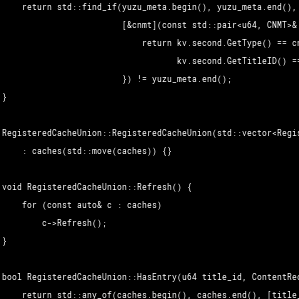 return std::find_if(yuzu_meta.begin(), yuzu_meta.end(),
[&cnmt](const std::pair<u64, CNMT>&
return kv.second.GetType() == cn
kv.second.GetTitleID() ==
}) != yuzu_meta.end();
}
RegisteredCacheUnion::RegisteredCacheUnion(std::vector<Regis
: caches(std::move(caches)) {}
void RegisteredCacheUnion::Refresh() {
for (const auto& c : caches)
c->Refresh();
}
bool RegisteredCacheUnion::HasEntry(u64 title_id, ContentRec
return std::any_of(caches.begin(), caches.end(), [title_